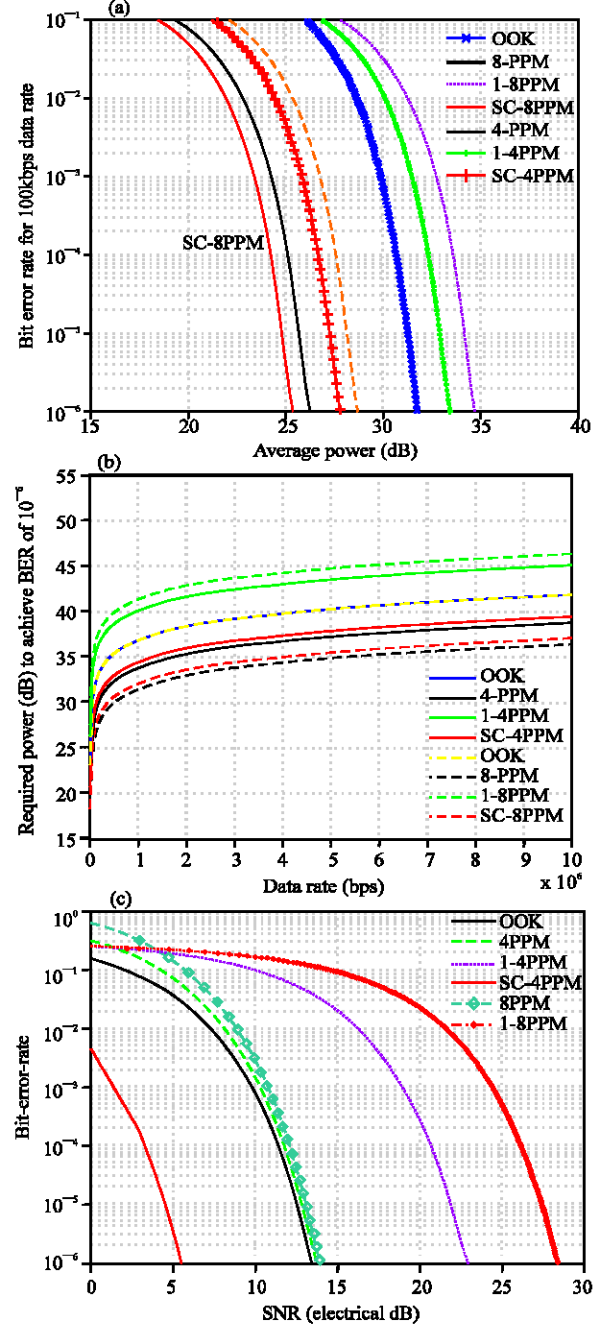 (a)
10⁻¹
10⁻²
10⁻³
10⁻⁴
10⁻⁵
10⁻⁶
Bit error rate for 100kbps data rate
OOK
8-PPM
1-8PPM
SC-8PPM
4-PPM
1-4PPM
SC-4PPM
SC-8PPM
15 20 25 30 35 40
Average power (dB)
(b)
55
50
45
40
35
30
25
20
15
Required power (dB) to achieve BER of 10⁻⁶
OOK
4-PPM
1-4PPM
SC-4PPM
OOK
8-PPM
1-8PPM
SC-8PPM
0 1 2 3 4 5 6 7 8 9 10
Data rate (bps)
x 10⁶
(c)
10⁰
10⁻¹
10⁻²
10⁻³
10⁻⁴
10⁻⁵
10⁻⁶
Bit-error-rate
OOK
4PPM
1-4PPM
SC-4PPM
8PPM
1-8PPM
0 5 10 15 20 25 30
SNR (electrical dB)